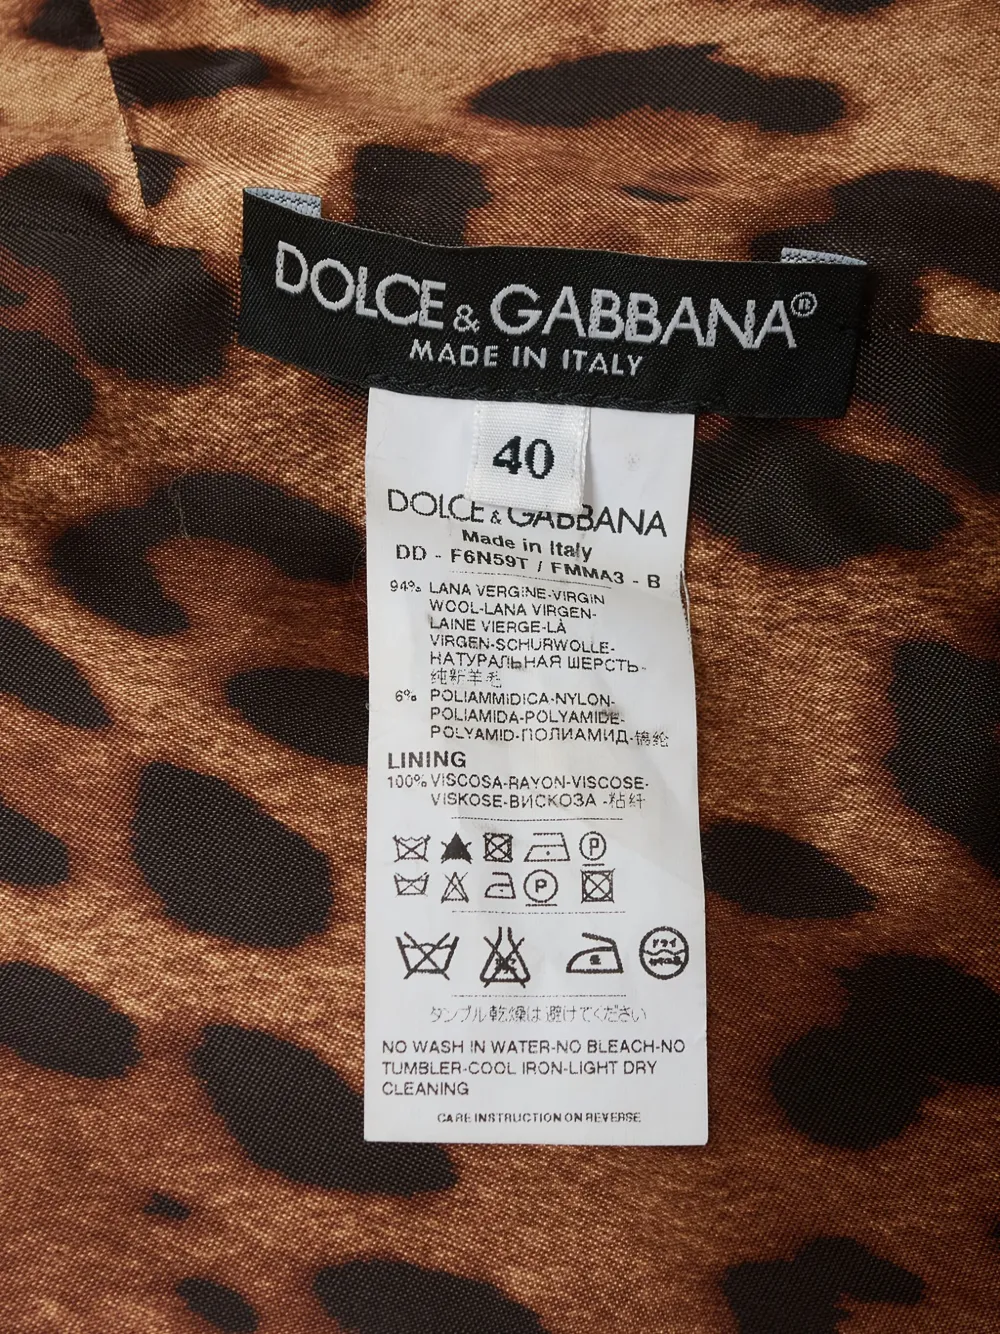 DOLCE & GABBANA®
MADE IN ITALY
40
DOLCE & GABBANA
Made in Italy
DD - F6N59T / FMMA3 - B
94% LANA VERGINE-VIRGIN
WOOL-LANA VIRGEN-
LAINE VIERGE-LÀ
VIRGEN-SCHURWOLLE-
НАТУРАЛЬНАЯ ШЕРСТЬ-
纯新羊毛
6% POLIAMMIDICA-NYLON-
POLIAMIDA-POLYAMIDE-
POLYAMID-ПОЛИАМИД-锦纶
LINING
100% VISCOSA-RAYON-VISCOSE-
VISKOSE-ВИСКОЗА -粘纤
P
P
ドライ
タンブル乾燥は避けてください
NO WASH IN WATER-NO BLEACH-NO
TUMBLER-COOL IRON-LIGHT DRY
CLEANING
CARE INSTRUCTION ON REVERSE